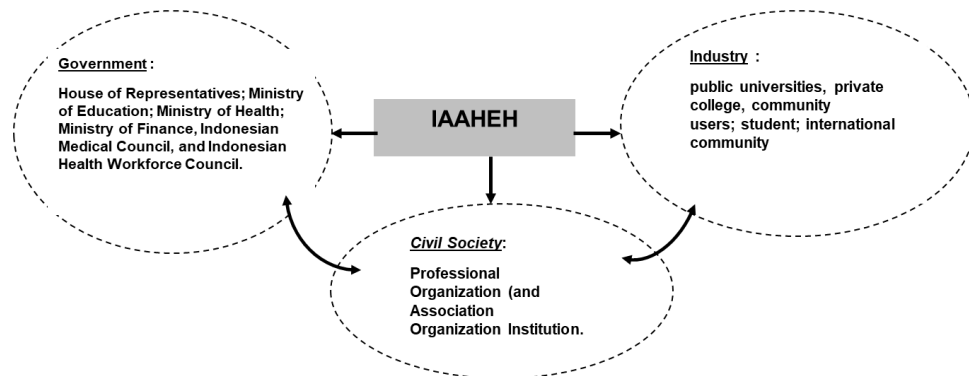 Government :
House of Representatives; Ministry
of Education; Ministry of Health;
Ministry of Finance, Indonesian
Medical Council, and Indonesian
Health Workforce Council.
IAAHEH
Industry :
public universities, private
college, community
users; student; international
community
Civil Society:
Professional
Organization (and
Association
Organization Institution.